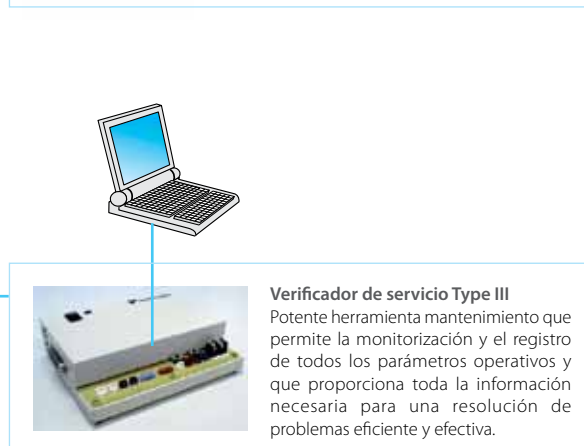 Verificador de servicio Type III
Potente herramienta mantenimiento que
permite la monitorización y el registro
de todos los parámetros operativos y
que proporciona toda la información
necesaria para una resolución de
problemas eficiente y efectiva.